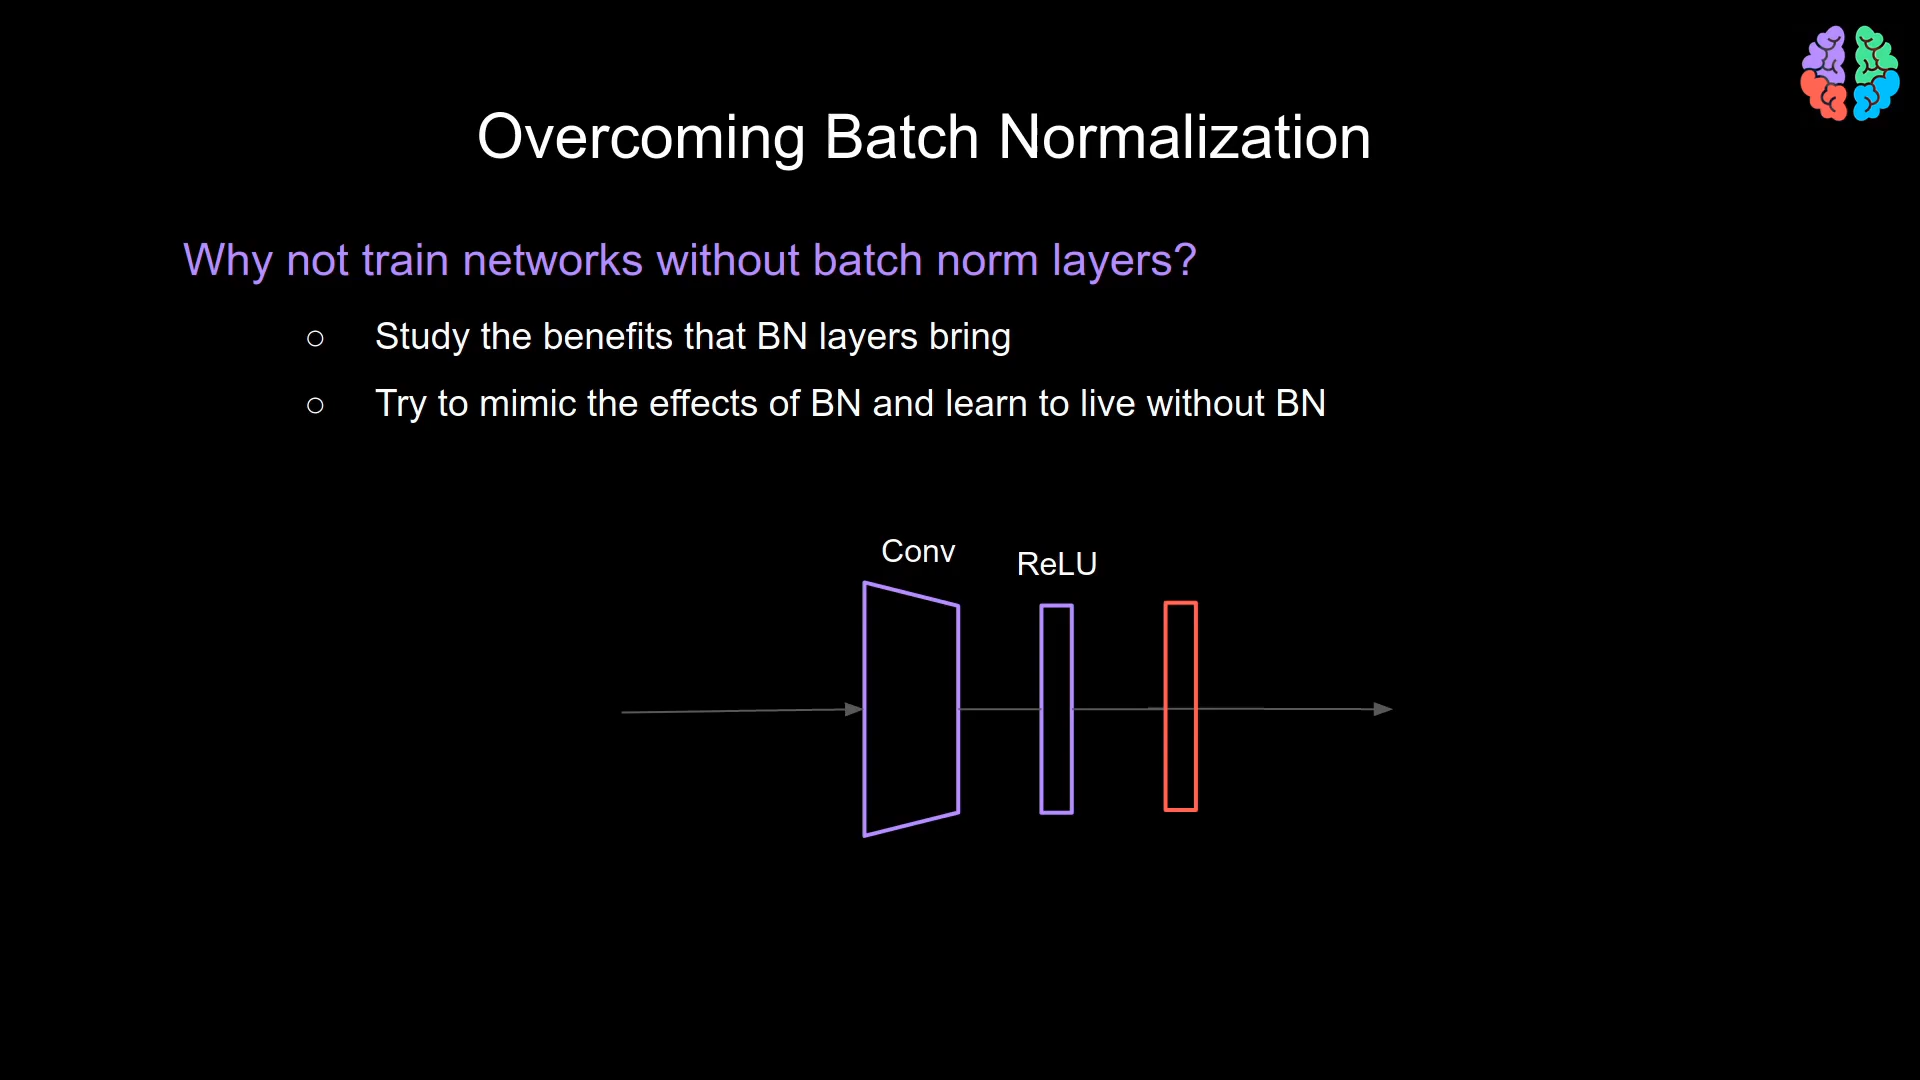 Overcoming Batch Normalization
Why not train networks without batch norm layers?
○ Study the benefits that BN layers bring
○ Try to mimic the effects of BN and learn to live without BN
Conv
ReLU